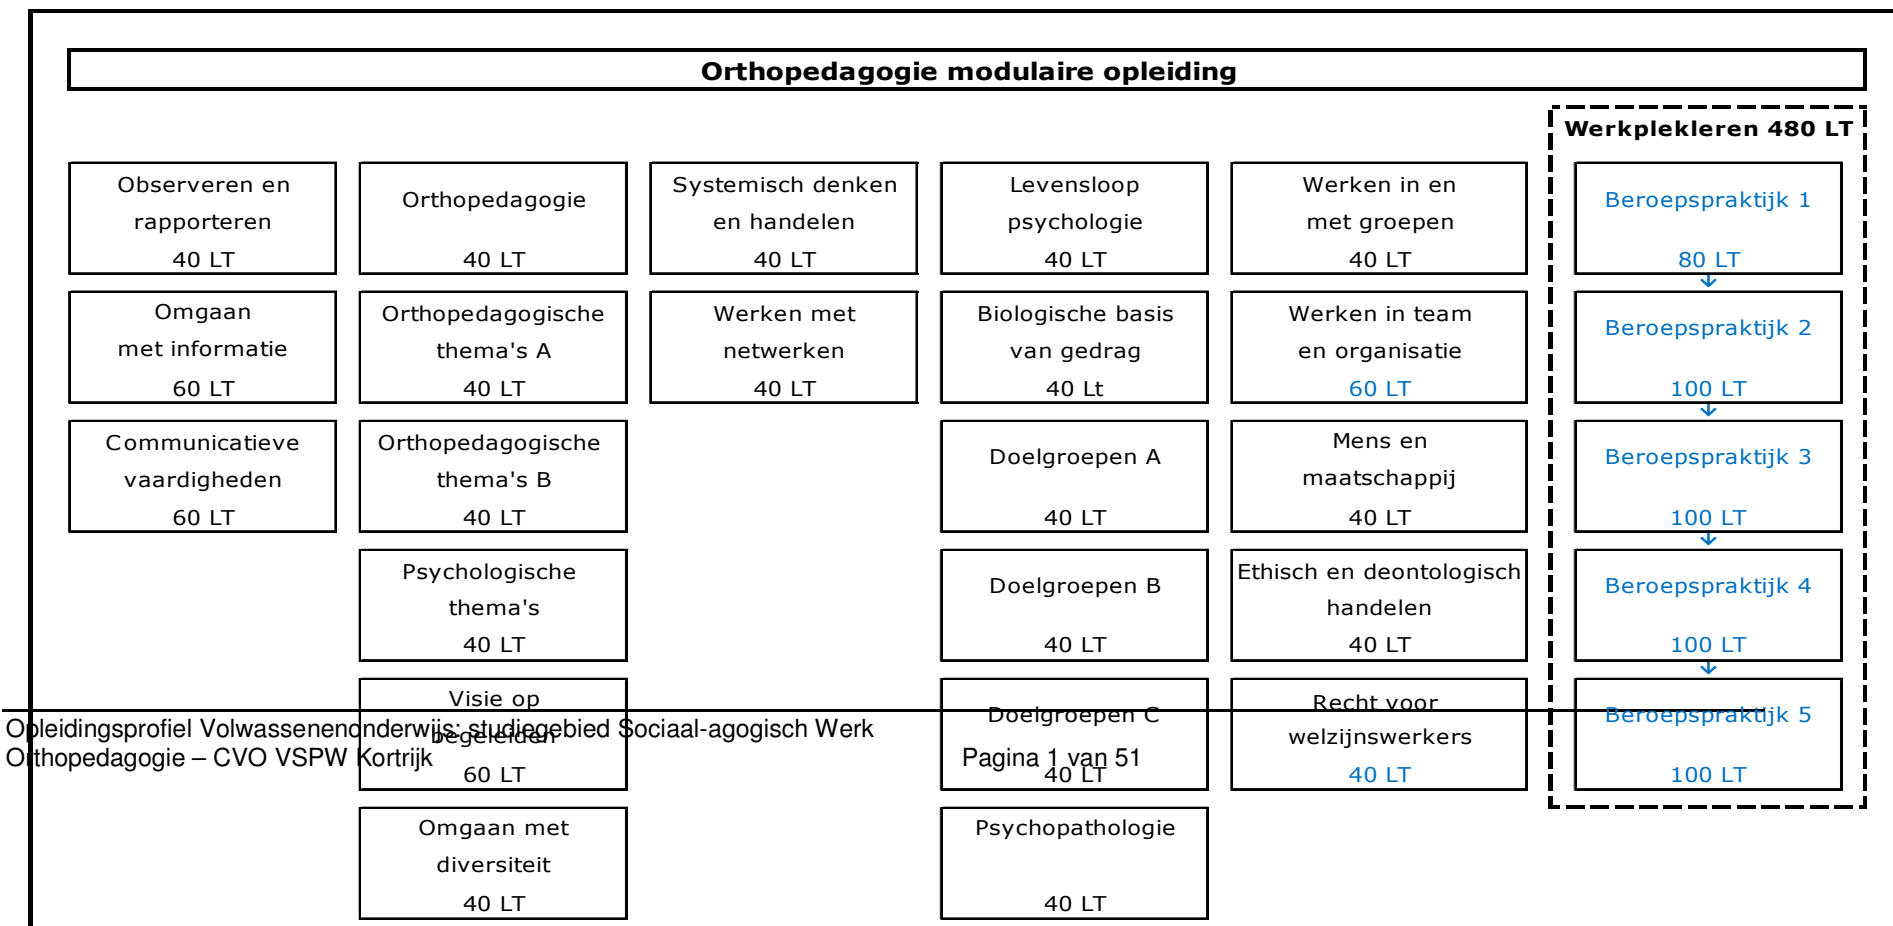 Orthopedagogie modulaire opleiding
Werkplekleren 480 LT
Observeren en
rapporteren
40 LT
Orthopedagogie
40 LT
Systemisch denken
en handelen
40 LT
Levensloop
psychologie
40 LT
Werken in en
met groepen
40 LT
Beroepspraktijk 1
80 LT
Omgaan
met informatie
60 LT
Orthopedagogische
thema's A
40 LT
Werken met
netwerken
40 LT
Biologische basis
van gedrag
40 Lt
Werken in team
en organisatie
60 LT
Beroepspraktijk 2
100 LT
Communicatieve
vaardigheden
60 LT
Orthopedagogische
thema's B
40 LT
Doelgroepen A
40 LT
Mens en
maatschappij
40 LT
Beroepspraktijk 3
100 LT
Psychologische
thema's
40 LT
Doelgroepen B
40 LT
Ethisch en deontologisch
handelen
40 LT
Beroepspraktijk 4
100 LT
Visie op
begeleiden
60 LT
Doelgroepen C
40 LT
Recht voor
welzijnswerkers
40 LT
Beroepspraktijk 5
100 LT
Opleidingsprofiel Volwassenenonderwijs: studiegebied Sociaal-agogisch Werk
Orthopedagogie – CVO VSPW Kortrijk
Pagina 1 van 51
Omgaan met
diversiteit
40 LT
Psychopathologie
40 LT